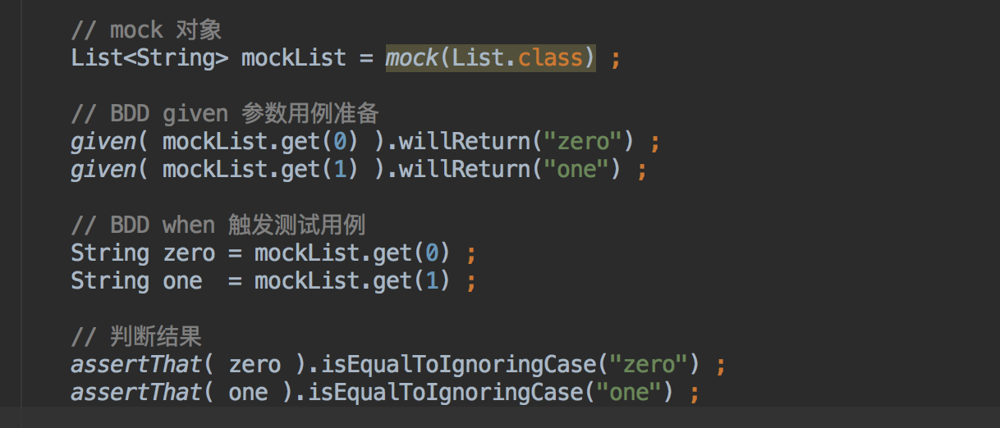 // mock 对象
List<String> mockList = mock(List.class) ;
// BDD given 参数用例准备
given( mockList.get(0) ).willReturn("zero") ;
given( mockList.get(1) ).willReturn("one") ;
// BDD when 触发测试用例
String zero = mockList.get(0) ;
String one  = mockList.get(1) ;
// 判断结果
assertThat( zero ).isEqualToIgnoringCase("zero") ;
assertThat( one ).isEqualToIgnoringCase("one") ;